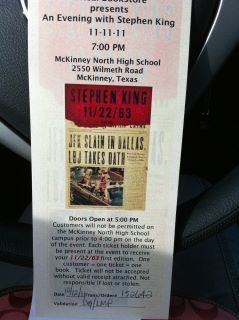 Bookstore
presents
An Evening with Stephen King
11-11-11
7:00 PM
McKinney North High School
2550 Wilmeth Road
McKinney, Texas
STEPHEN KING
11/22/63
JFK SLAIN IN DALLAS,
LBJ TAKES OATH
Doors Open at 5:00 PM
Customers will not be permitted on
the McKinney North High School
campus prior to 4:00 pm on the day
of the event. Each ticket holder must
be present at the event to receive
your 11/22/63 first edition. One
customer = one ticket = one
book. Ticket will not be accepted
without valid receipt attached. Not
responsible if lost or stolen.
Date Trans/Order#
Validation